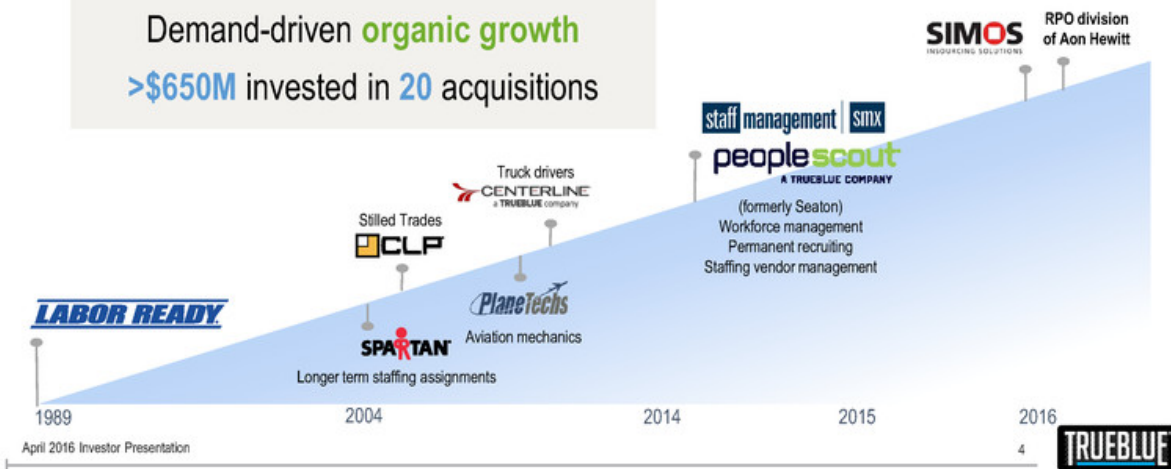 Demand-driven organic growth
>$650M invested in 20 acquisitions
SIMOS
INSOURCING SOLUTIONS
RPO division
of Aon Hewitt
staff management | smx
peoplescout
A TRUEBLUE COMPANY
(formerly Seaton)
Workforce management
Permanent recruiting
Staffing vendor management
Truck drivers
CENTERLINE
a TRUEBLUE company
Stilled Trades
CLP
PlaneTechs
Aviation mechanics
LABOR READY
SPARTAN
Longer term staffing assignments
1989
2004
2014
2015
2016
April 2016 Investor Presentation
4
TRUEBLUE